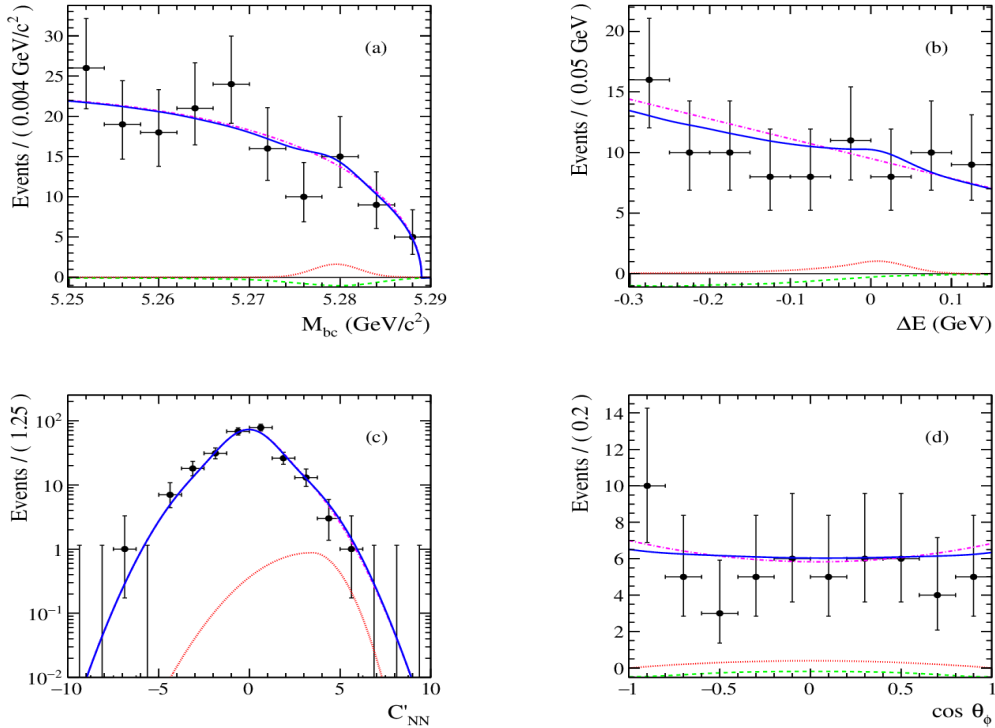 Events / ( 0.004 GeV/c²)
35
30
25
20
15
10
5
0
(a)
5.25 5.26 5.27 5.28 5.29
M_bc (GeV/c²)
Events / ( 0.05 GeV)
20
15
10
5
0
(b)
−0.3 −0.2 −0.1 0 0.1
ΔE (GeV)
Events / ( 1.25)
10²
10
1
10⁻¹
10⁻²
(c)
−10 −5 0 5 10
C'_NN
Events / ( 0.2)
14
12
10
8
6
4
2
0
(d)
−1 −0.5 0 0.5 1
cos θ_ϕ